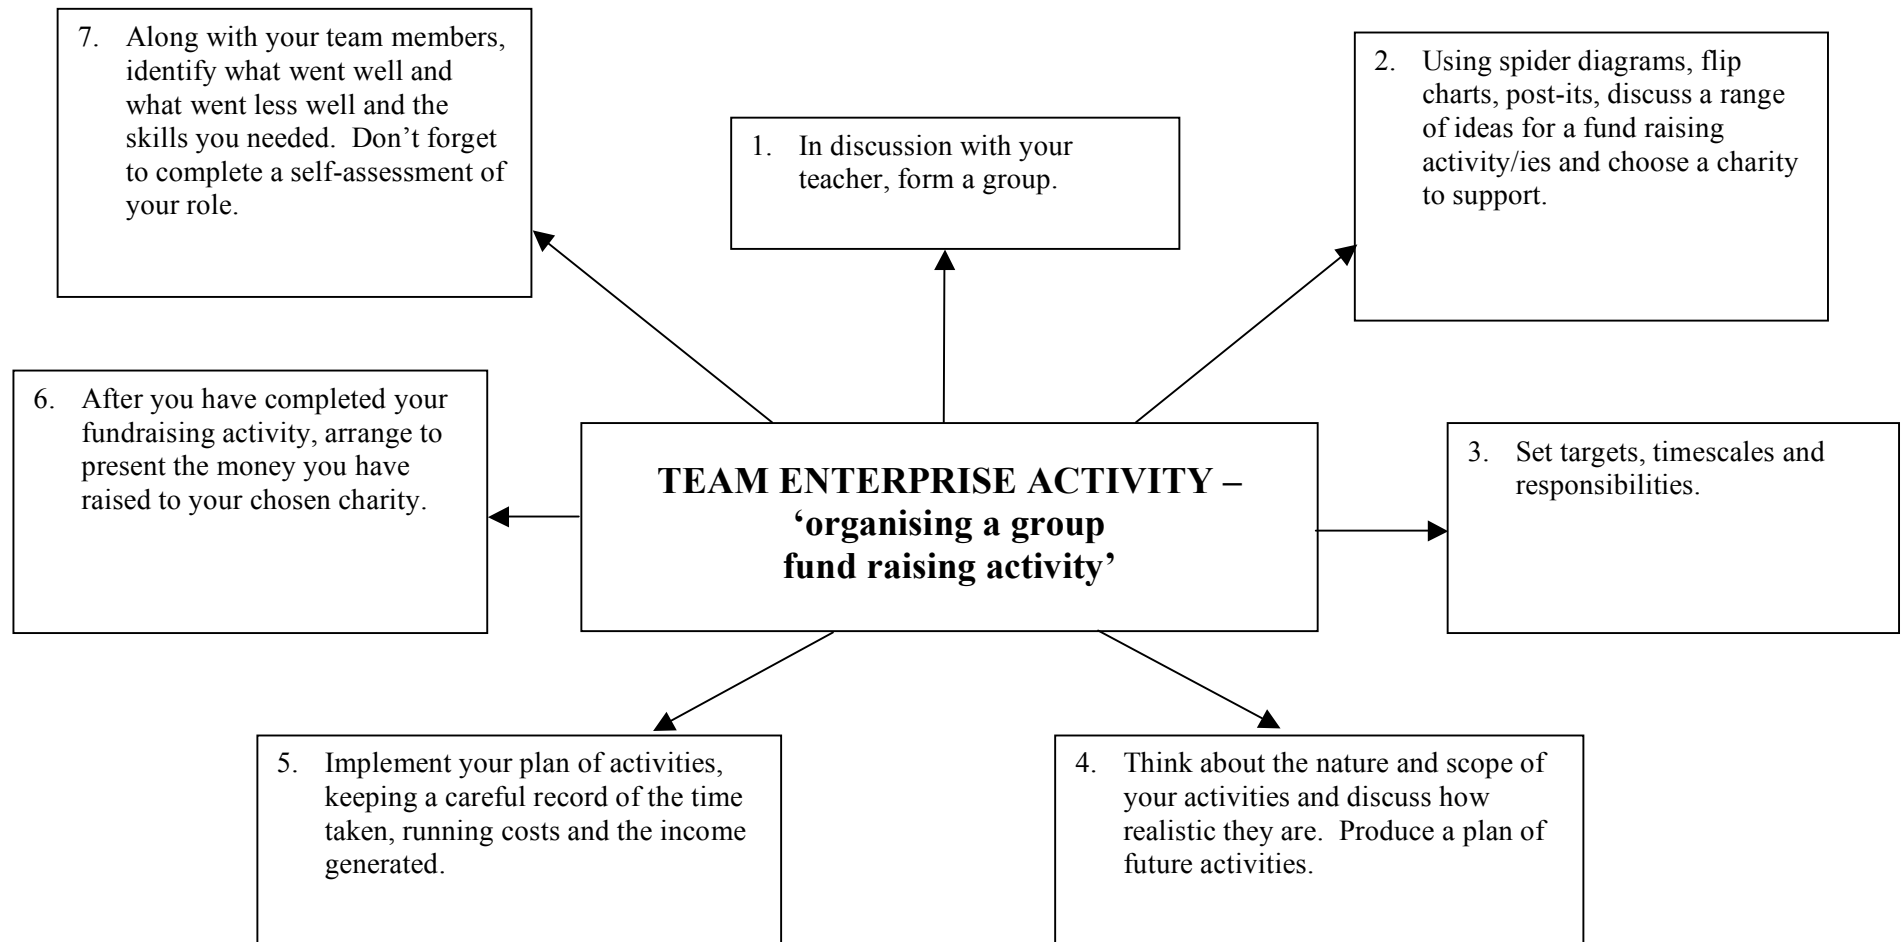 7. Along with your team members,
identify what went well and
what went less well and the
skills you needed. Don’t forget
to complete a self-assessment of
your role.
1. In discussion with your
teacher, form a group.
2. Using spider diagrams, flip
charts, post-its, discuss a range
of ideas for a fund raising
activity/ies and choose a charity
to support.
6. After you have completed your
fundraising activity, arrange to
present the money you have
raised to your chosen charity.
TEAM ENTERPRISE ACTIVITY –
‘organising a group
fund raising activity’
3. Set targets, timescales and
responsibilities.
5. Implement your plan of activities,
keeping a careful record of the time
taken, running costs and the income
generated.
4. Think about the nature and scope of
your activities and discuss how
realistic they are. Produce a plan of
future activities.